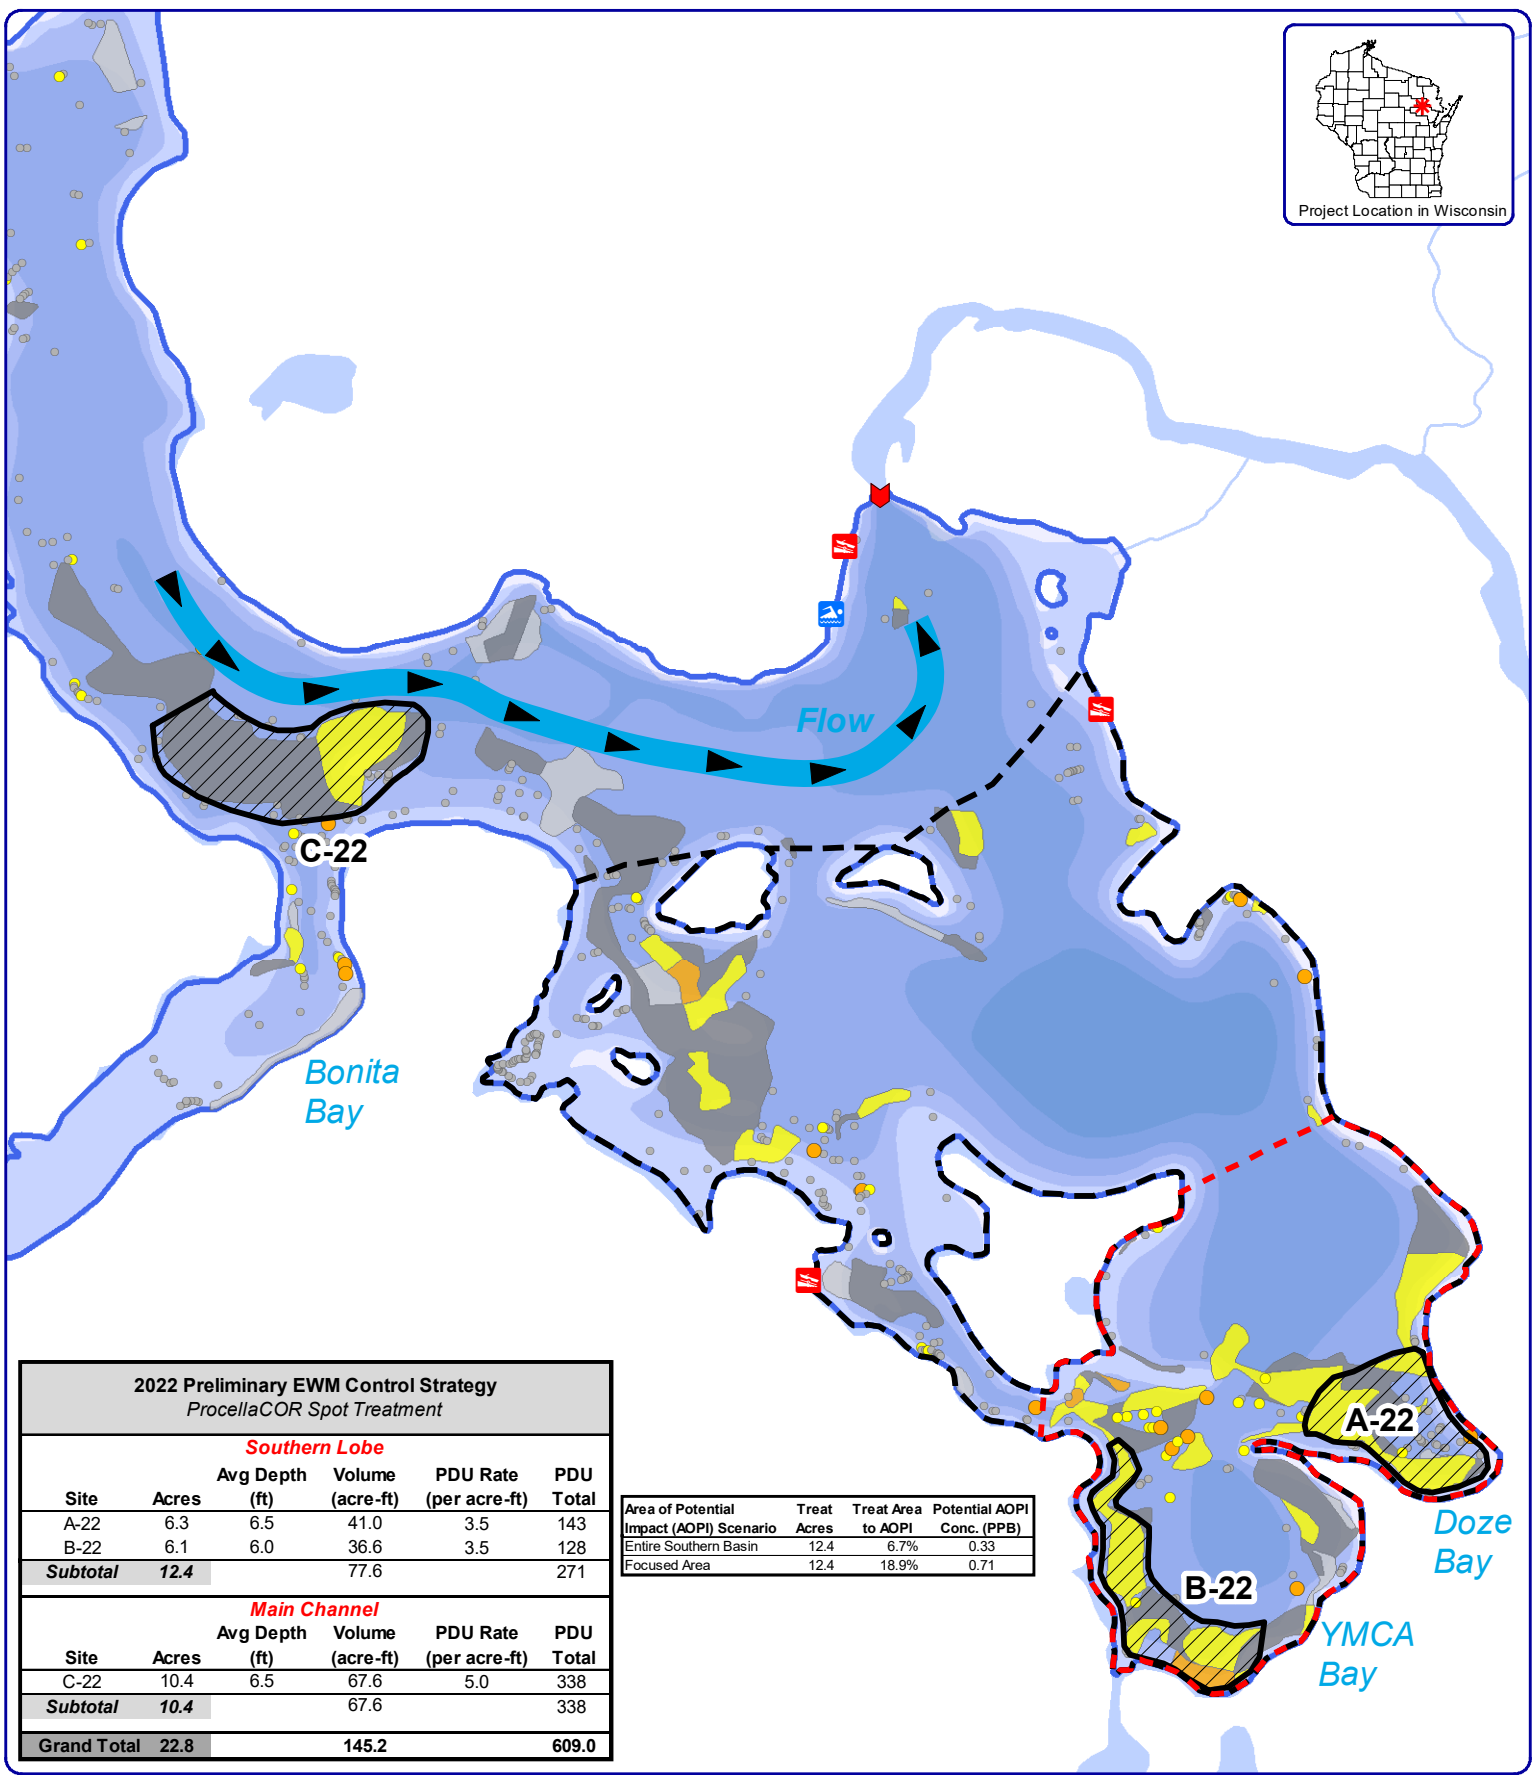 Project Location in Wisconsin
Flow
C-22
Bonita
Bay
A-22
Doze
Bay
B-22
YMCA
Bay
2022 Preliminary EWM Control Strategy
ProcellaCOR Spot Treatment
Southern Lobe
Avg Depth Volume PDU Rate PDU
Site Acres (ft) (acre-ft) (per acre-ft) Total
A-22 6.3 6.5 41.0 3.5 143
B-22 6.1 6.0 36.6 3.5 128
Subtotal 12.4 77.6 271
Main Channel
Avg Depth Volume PDU Rate PDU
Site Acres (ft) (acre-ft) (per acre-ft) Total
C-22 10.4 6.5 67.6 5.0 338
Subtotal 10.4 67.6 338
Grand Total 22.8 145.2 609.0
Area of Potential Treat Treat Area Potential AOPI
Impact (AOPI) Scenario Acres to AOPI Conc. (PPB)
Entire Southern Basin 12.4 6.7% 0.33
Focused Area 12.4 18.9% 0.71